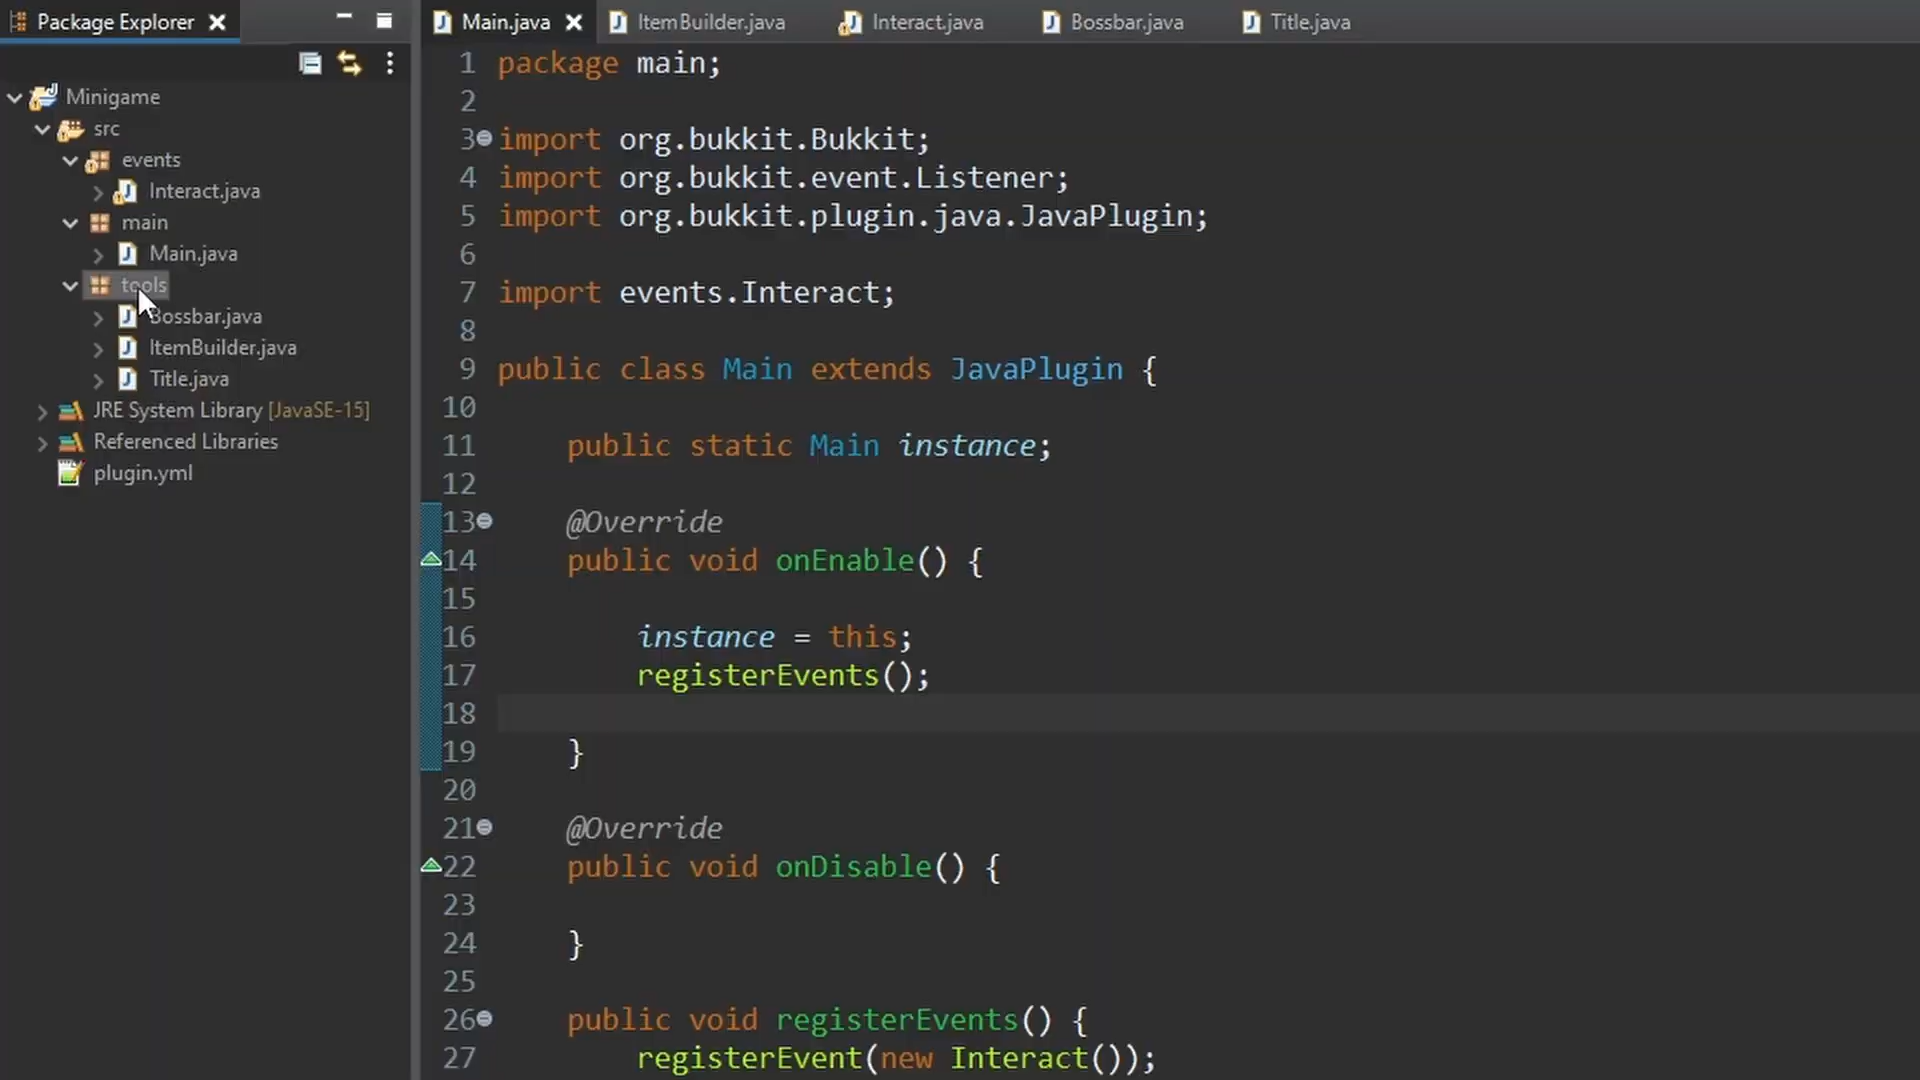 Package Explorer
Minigame
src
events
Interact.java
main
Main.java
tools
Bossbar.java
ItemBuilder.java
Title.java
JRE System Library [JavaSE-15]
Referenced Libraries
plugin.yml
Main.java ItemBuilder.java Interact.java Bossbar.java Title.java
1 package main;
2
3 import org.bukkit.Bukkit;
4 import org.bukkit.event.Listener;
5 import org.bukkit.plugin.java.JavaPlugin;
6
7 import events.Interact;
8
9 public class Main extends JavaPlugin {
10
11 public static Main instance;
12
13 @Override
14 public void onEnable() {
15
16 instance = this;
17 registerEvents();
18
19 }
20
21 @Override
22 public void onDisable() {
23
24 }
25
26 public void registerEvents() {
27 registerEvent(new Interact());